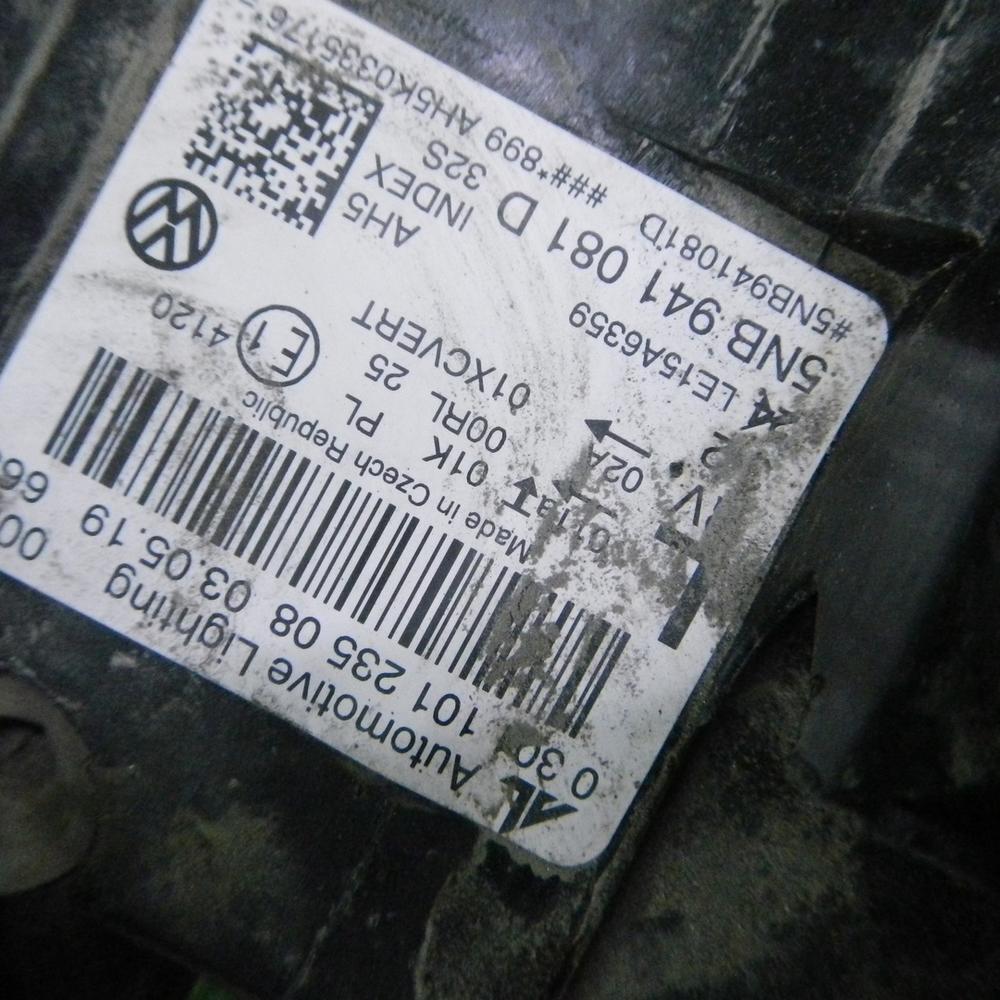 Automotive Lighting
0 30 101 235 08 03.05.19
Made in Czech Republic
01K PL
00RL 25
01XCVERT
E1 4120
02A
LE15A6359
5NB 941 081 D
INDEX 32S
AH5
#5NB941081D ###*899 AH5K0335176*